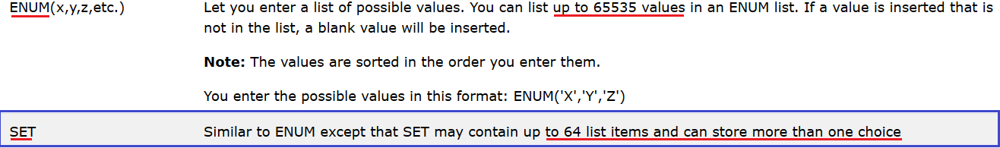 ENUM(x,y,z,etc.) Let you enter a list of possible values. You can list up to 65535 values in an ENUM list. If a value is inserted that is
not in the list, a blank value will be inserted.
Note: The values are sorted in the order you enter them.
You enter the possible values in this format: ENUM('X','Y','Z')
SET Similar to ENUM except that SET may contain up to 64 list items and can store more than one choice